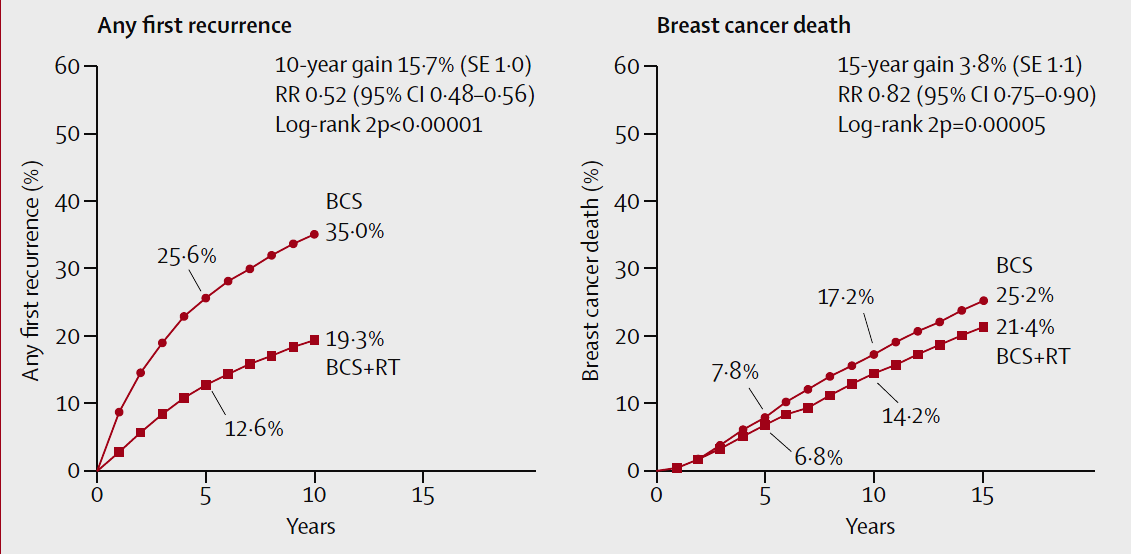 Any first recurrence
10-year gain 15·7% (SE 1·0)
RR 0·52 (95% CI 0·48–0·56)
Log-rank 2p<0·00001
Any first recurrence (%)
60
50
40
30
20
10
0
BCS
35·0%
25·6%
19·3%
BCS+RT
12·6%
0
5
10
15
Years
Breast cancer death
15-year gain 3·8% (SE 1·1)
RR 0·82 (95% CI 0·75–0·90)
Log-rank 2p=0·00005
Breast cancer death (%)
60
50
40
30
20
10
0
BCS
25·2%
17·2%
21·4%
BCS+RT
7·8%
14·2%
6·8%
0
5
10
15
Years